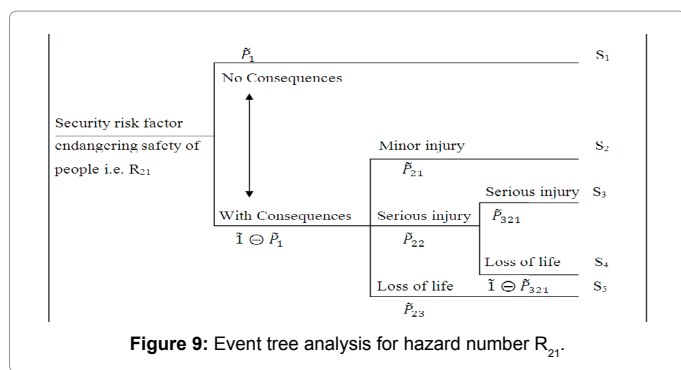 P̃₁ S₁
No Consequences
Security risk factor
endangering safety of
people i.e. R₂₁
Minor injury S₂
P̃₂₁
Serious injury S₃
With Consequences Serious injury P̃₃₂₁
1̃ ⊖ P̃₁ P̃₂₂
Loss of life S₄
Loss of life 1̃ ⊖ P̃₃₂₁ S₅
P̃₂₃
Figure 9: Event tree analysis for hazard number R₂₁.